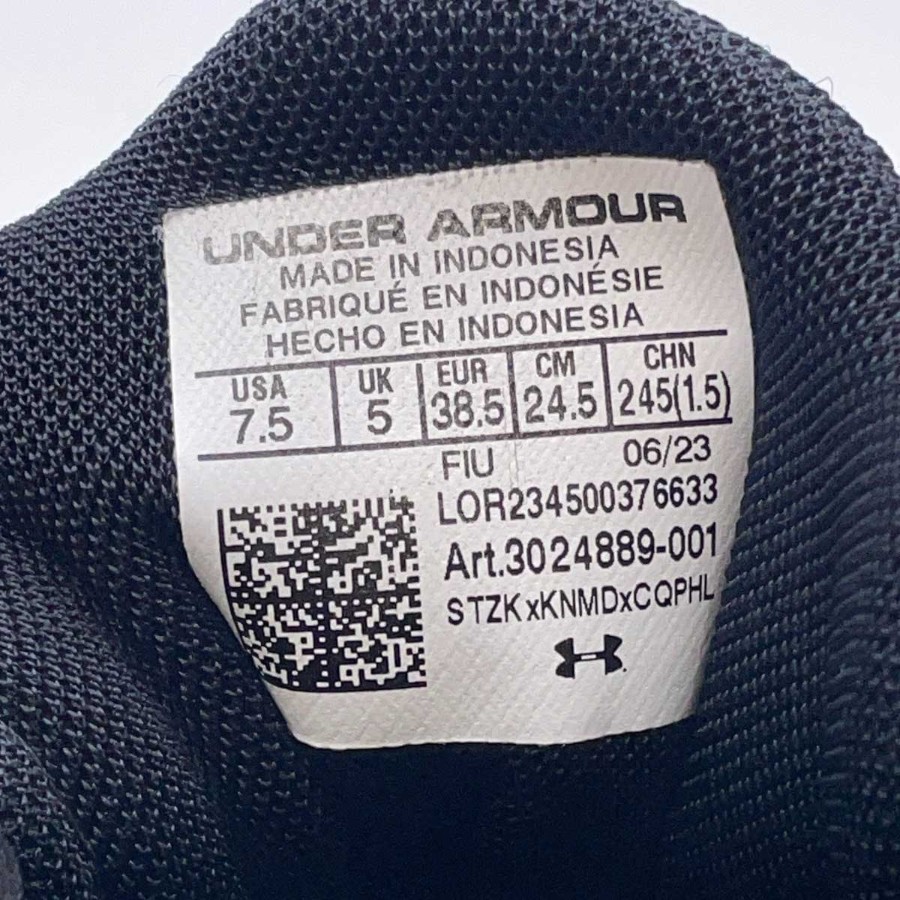 UNDER ARMOUR
MADE IN INDONESIA
FABRIQUÉ EN INDONÉSIE
HECHO EN INDONESIA
USA UK EUR CM CHN
7.5 5 38.5 24.5 245(1.5)
FIU 06/23
LOR234500376633
Art.3024889-001
STZKxKNMDxCQPHL